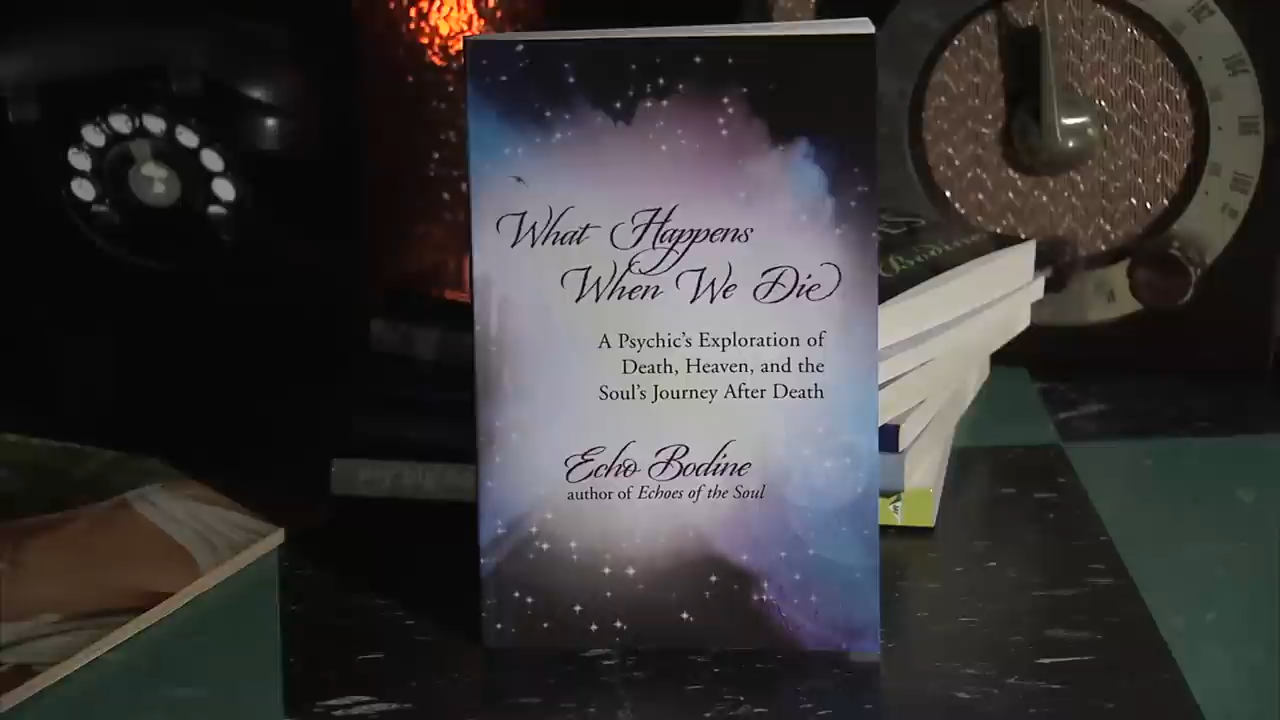 What Happens
When We Die
A Psychic's Exploration of
Death, Heaven, and the
Soul's Journey After Death
Echo Bodine
author of Echoes of the Soul
Bodine